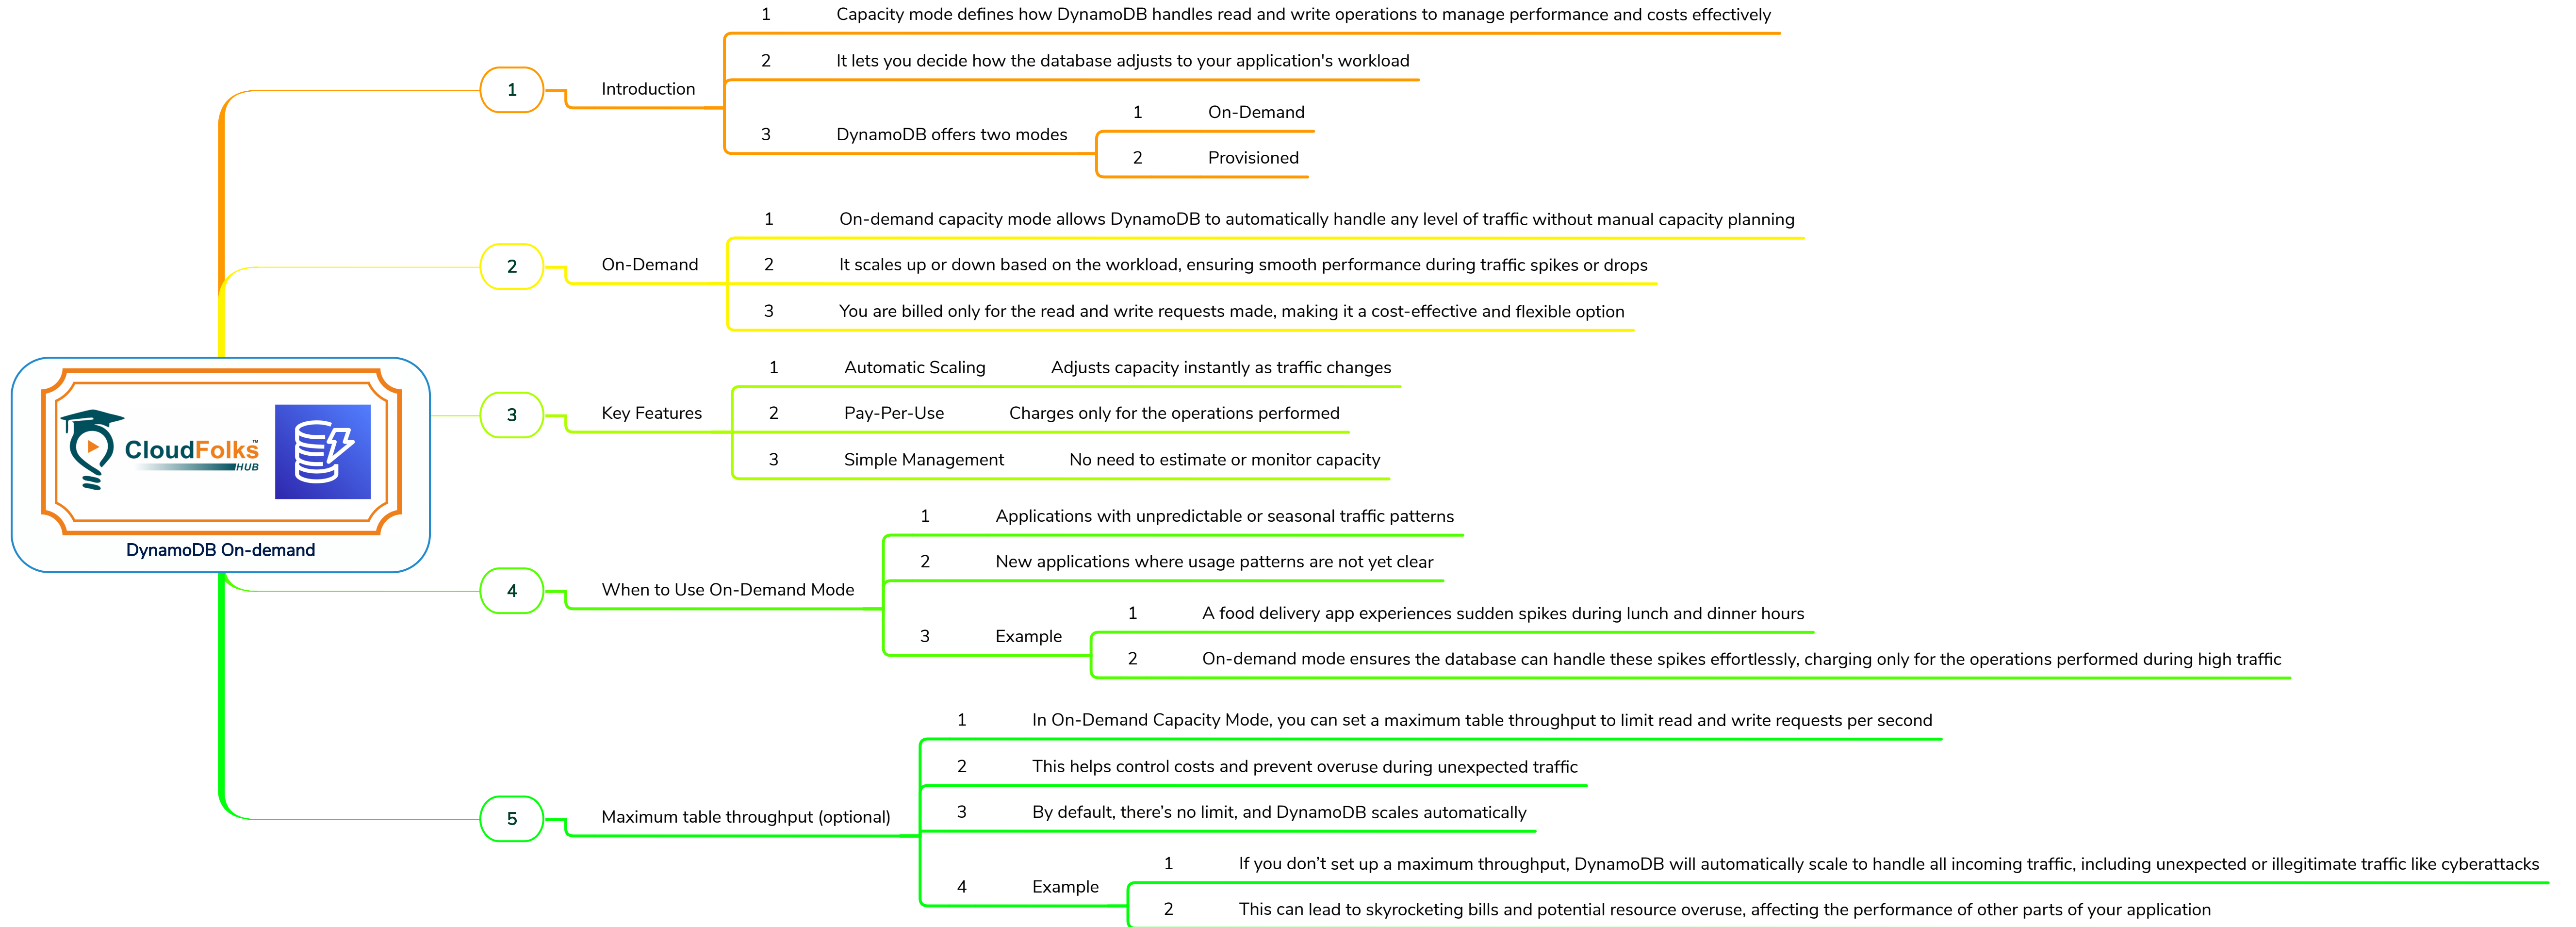 1 Capacity mode defines how DynamoDB handles read and write operations to manage performance and costs effectively
2 It lets you decide how the database adjusts to your application's workload
1 Introduction
3 DynamoDB offers two modes
1 On-Demand
2 Provisioned
1 On-demand capacity mode allows DynamoDB to automatically handle any level of traffic without manual capacity planning
2 On-Demand
2 It scales up or down based on the workload, ensuring smooth performance during traffic spikes or drops
3 You are billed only for the read and write requests made, making it a cost-effective and flexible option
1 Automatic Scaling Adjusts capacity instantly as traffic changes
3 Key Features
2 Pay-Per-Use Charges only for the operations performed
3 Simple Management No need to estimate or monitor capacity
CloudFolks™
HUB
DynamoDB On-demand
1 Applications with unpredictable or seasonal traffic patterns
2 New applications where usage patterns are not yet clear
4 When to Use On-Demand Mode
3 Example
1 A food delivery app experiences sudden spikes during lunch and dinner hours
2 On-demand mode ensures the database can handle these spikes effortlessly, charging only for the operations performed during high traffic
1 In On-Demand Capacity Mode, you can set a maximum table throughput to limit read and write requests per second
2 This helps control costs and prevent overuse during unexpected traffic
5 Maximum table throughput (optional)
3 By default, there’s no limit, and DynamoDB scales automatically
4 Example
1 If you don’t set up a maximum throughput, DynamoDB will automatically scale to handle all incoming traffic, including unexpected or illegitimate traffic like cyberattacks
2 This can lead to skyrocketing bills and potential resource overuse, affecting the performance of other parts of your application